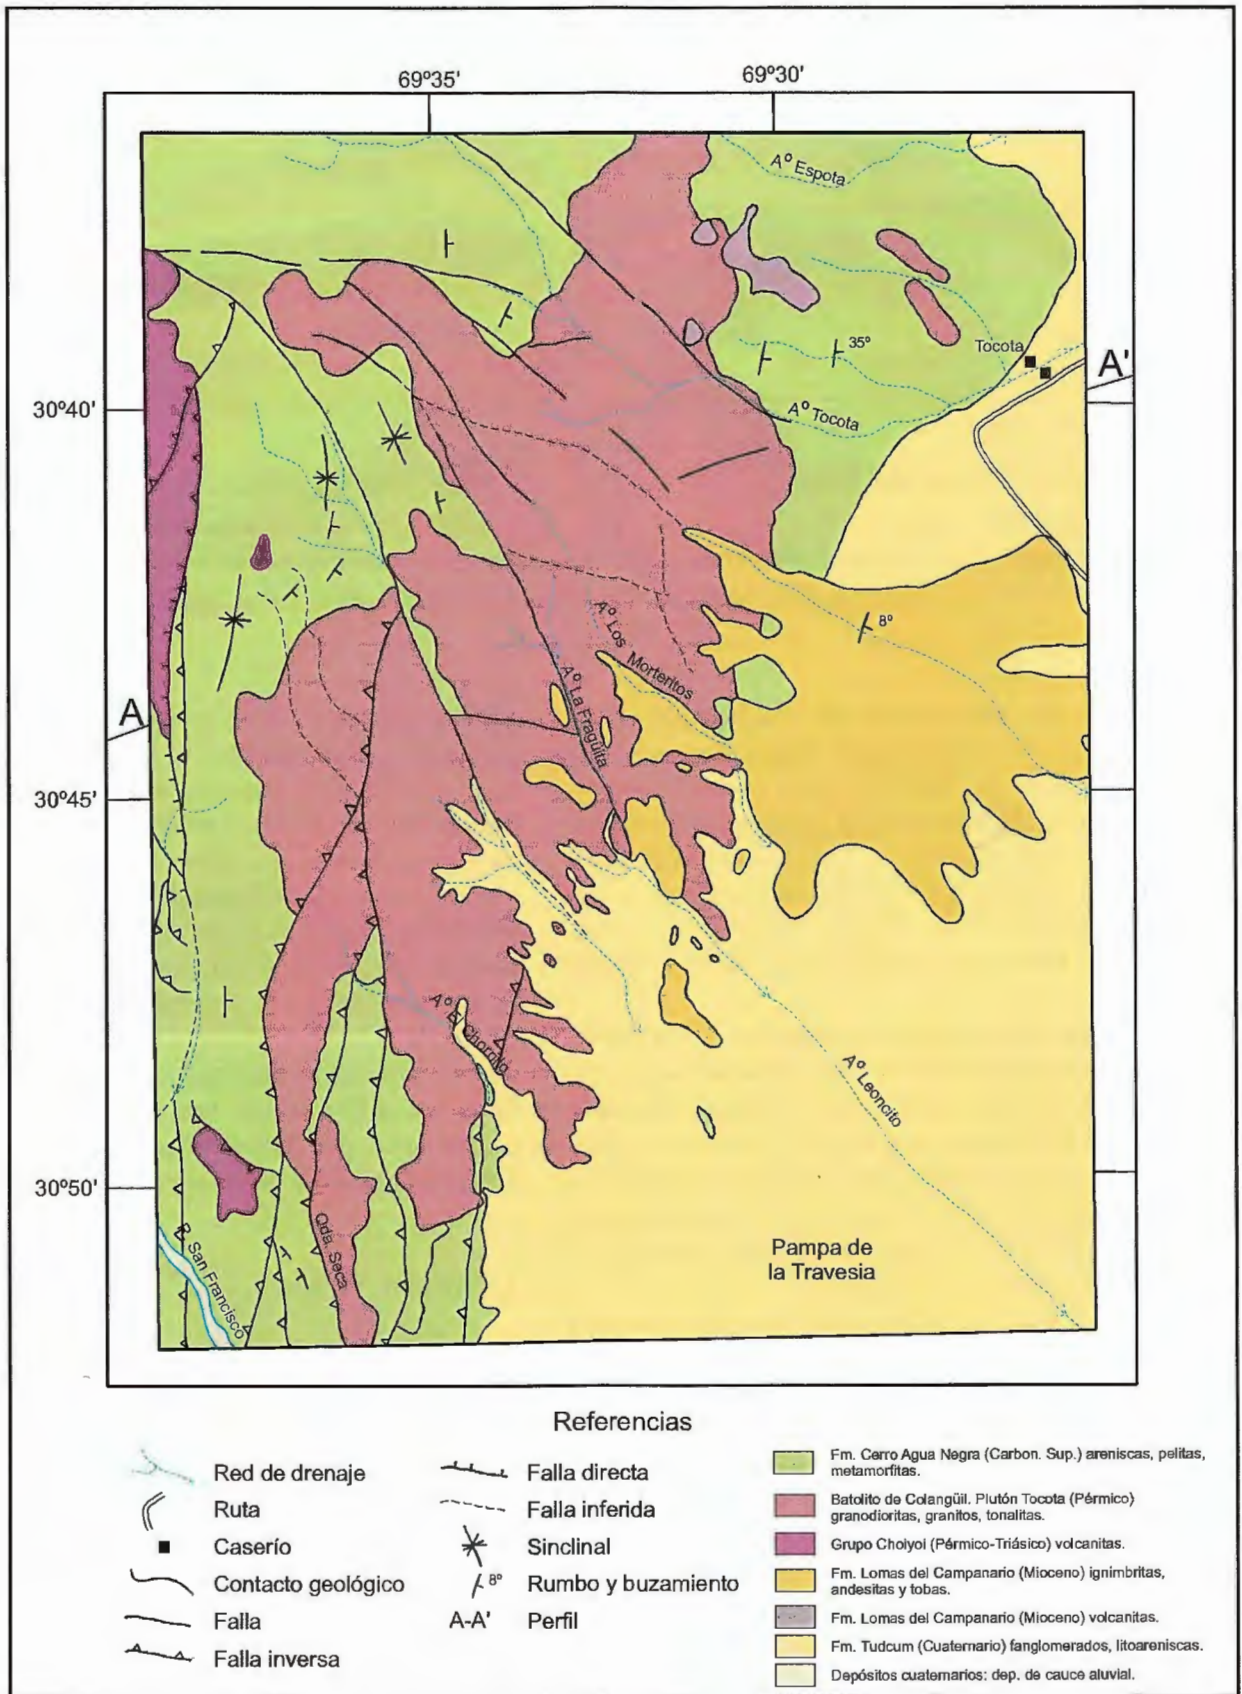 69º35'
69º30'
Aº Espota
35º
Tocota
A'
30º40'
Aº Tocota
8º
Aº Los Morteritos
Aº La Fragüita
A
30º45'
Aº El Chorrillo
Aº Leoncito
30º50'
Qda. Seca
R. San Francisco
Pampa de
la Travesia
Referencias
Red de drenaje
Ruta
Caserío
Contacto geológico
Falla
Falla inversa
Falla directa
Falla inferida
Sinclinal
8º Rumbo y buzamiento
A-A' Perfil
Fm. Cerro Agua Negra (Carbon. Sup.) areniscas, pelitas,
metamorfitas.
Batolito de Colangüil. Plutón Tocota (Pérmico)
granodioritas, granitos, tonalitas.
Grupo Choiyoi (Pérmico-Triásico) volcanitas.
Fm. Lomas del Campanario (Mioceno) ignimbritas,
andesitas y tobas.
Fm. Lomas del Campanario (Mioceno) volcanitas.
Fm. Tudcum (Cuaternario) fanglomerados, litoareniscas.
Depósitos cuaternarios: dep. de cauce aluvial.